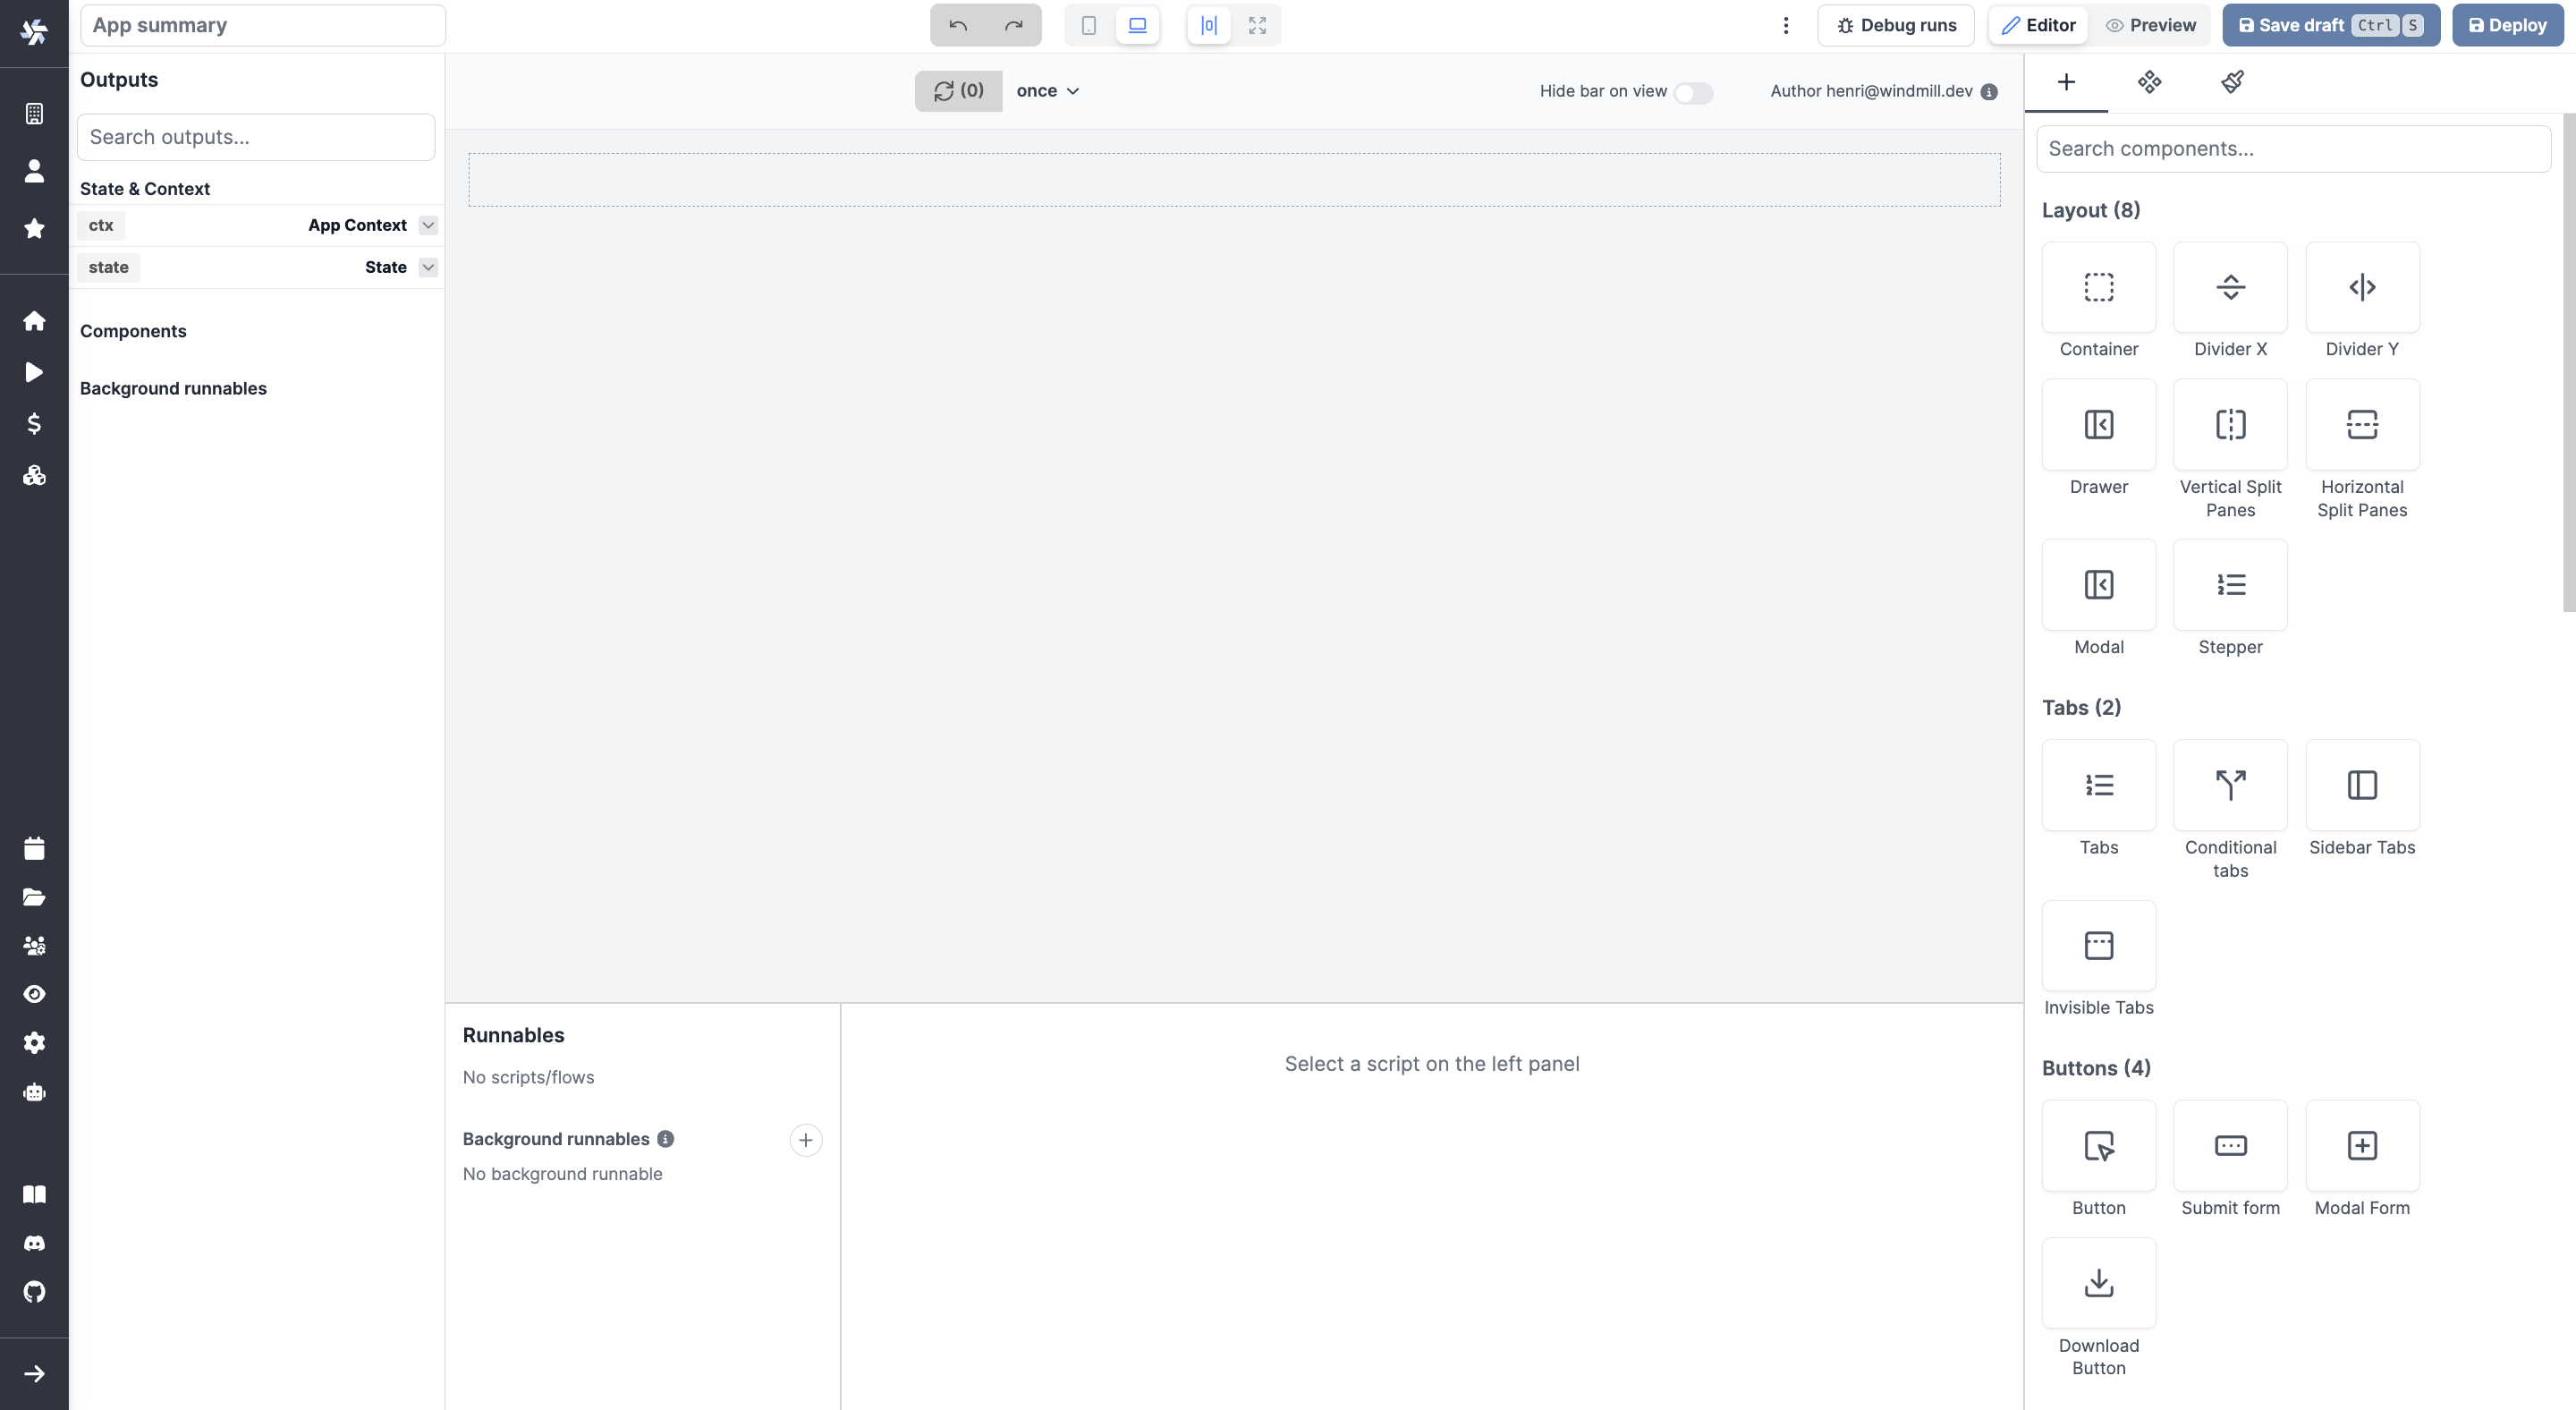 App summary
Debug runs
Editor
Preview
Save draft Ctrl S
Deploy
Outputs
Search outputs...
State & Context
ctx App Context
state State
Components
Background runnables
(0) once
Hide bar on view
Author henri@windmill.dev
Runnables
No scripts/flows
Background runnables
No background runnable
Select a script on the left panel
Search components...
Layout (8)
Container
Divider X
Divider Y
Drawer
Vertical Split
Panes
Horizontal
Split Panes
Modal
Stepper
Tabs (2)
Tabs
Conditional
tabs
Sidebar Tabs
Invisible Tabs
Buttons (4)
Button
Submit form
Modal Form
Download
Button